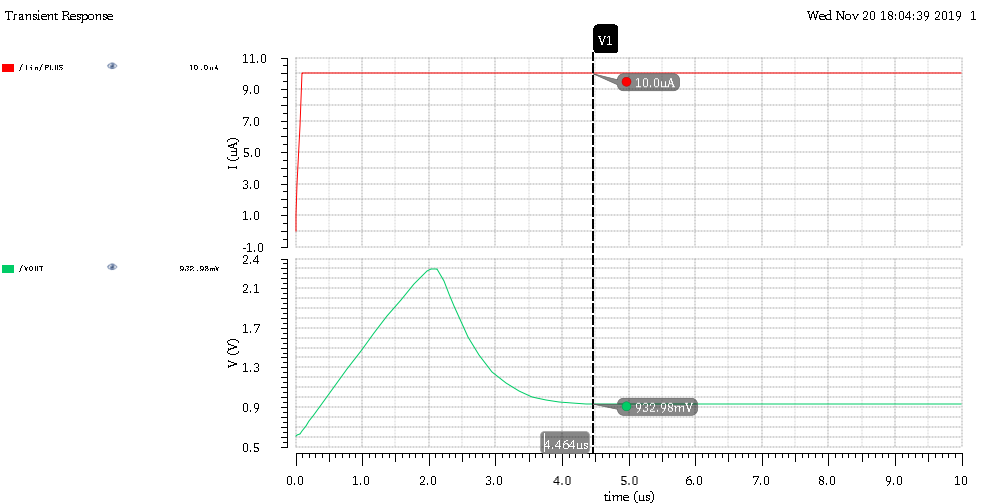 Transient Response
Wed Nov 20 18:04:39 2019 1
V1
/Iin/PLUS 10.0uA
11.0
9.0
7.0
5.0
3.0
1.0
-1.0
I (uA)
10.0uA
/VOUT 932.98mV
2.4
2.1
1.7
1.3
0.9
0.5
V (V)
932.98mV
4.464us
0.0 1.0 2.0 3.0 4.0 5.0 6.0 7.0 8.0 9.0 10
time (us)